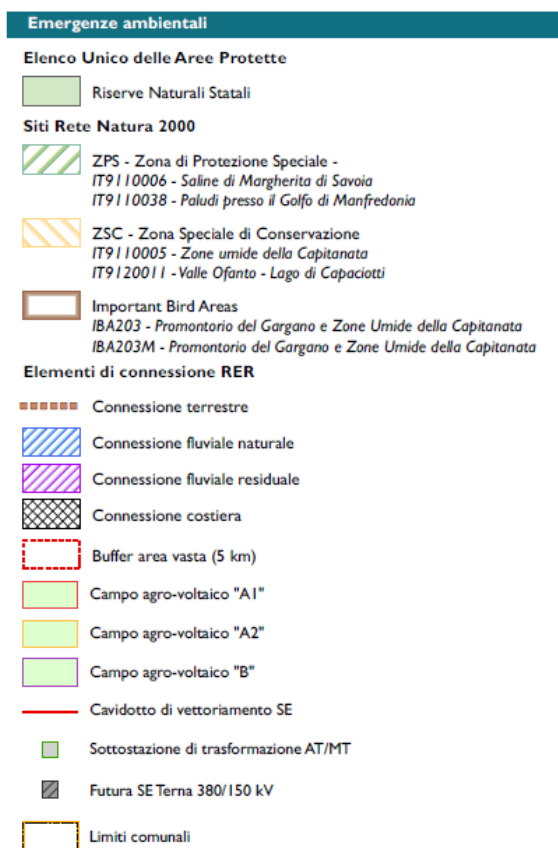 Emergenze ambientali
Elenco Unico delle Aree Protette
Riserve Naturali Statali
Siti Rete Natura 2000
ZPS - Zona di Protezione Speciale -
IT9110006 - Saline di Margherita di Savoia
IT9110038 - Paludi presso il Golfo di Manfredonia
ZSC - Zona Speciale di Conservazione
IT9110005 - Zone umide della Capitanata
IT9120011 - Valle Ofanto - Lago di Capaciotti
Important Bird Areas
IBA203 - Promontorio del Gargano e Zone Umide della Capitanata
IBA203M - Promontorio del Gargano e Zone Umide della Capitanata
Elementi di connessione RER
Connessione terrestre
Connessione fluviale naturale
Connessione fluviale residuale
Connessione costiera
Buffer area vasta (5 km)
Campo agro-voltaico "A1"
Campo agro-voltaico "A2"
Campo agro-voltaico "B"
Cavidotto di vettoriamento SE
Sottostazione di trasformazione AT/MT
Futura SE Terna 380/150 kV
Limiti comunali